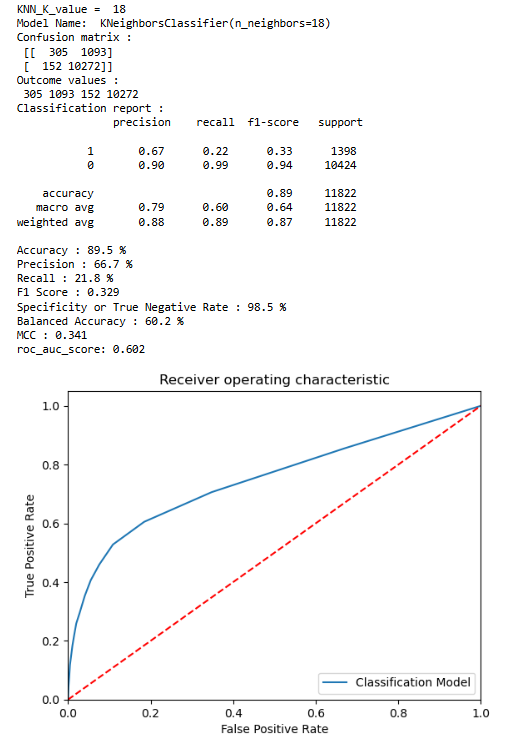 KNN_K_value =  18
Model Name:  KNeighborsClassifier(n_neighbors=18)
Confusion matrix :
 [[  305  1093]
 [  152 10272]]
Outcome values :
 305 1093 152 10272
Classification report :
              precision    recall  f1-score   support

           1       0.67      0.22      0.33      1398
           0       0.90      0.99      0.94     10424

    accuracy                           0.89     11822
   macro avg       0.79      0.60      0.64     11822
weighted avg       0.88      0.89      0.87     11822

Accuracy : 89.5 %
Precision : 66.7 %
Recall : 21.8 %
F1 Score : 0.329
Specificity or True Negative Rate : 98.5 %
Balanced Accuracy : 60.2 %
MCC : 0.341
roc_auc_score: 0.602
Receiver operating characteristic
1.0
0.8
0.6
0.4
0.2
0.0
True Positive Rate
Classification Model
0.0 0.2 0.4 0.6 0.8 1.0
False Positive Rate